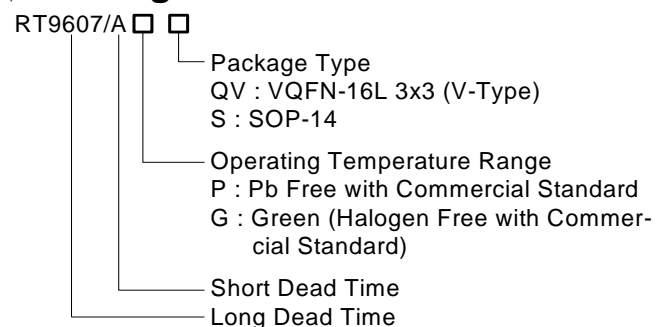 RT9607/A
Package Type
QV : VQFN-16L 3x3 (V-Type)
S : SOP-14
Operating Temperature Range
P : Pb Free with Commercial Standard
G : Green (Halogen Free with Commer-
cial Standard)
Short Dead Time
Long Dead Time